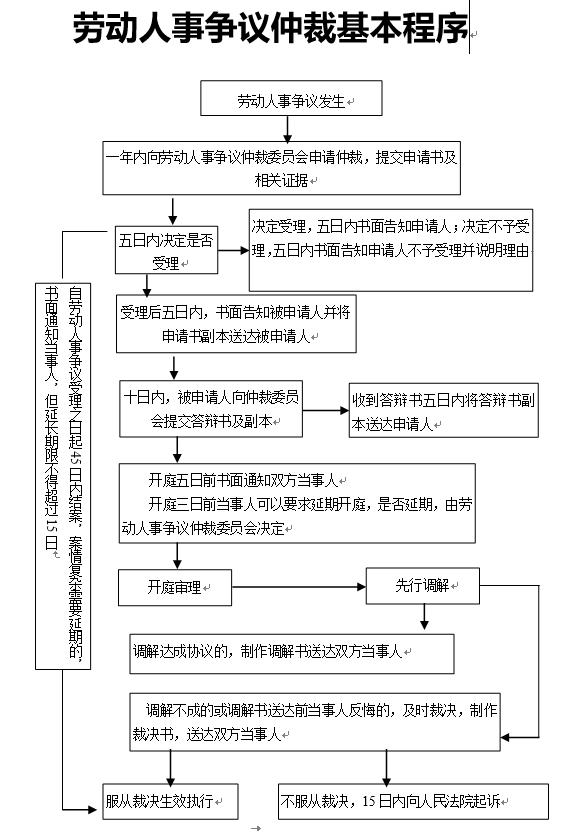 劳动人事争议仲裁基本程序
劳动人事争议发生
一年内向劳动人事争议仲裁委员会申请仲裁，提交申请书及
相关证据
五日内决定是否
受理
决定受理，五日内书面告知申请人；决定不予受
理，五日内书面告知申请人不予受理并说明理由
受理后五日内，书面告知被申请人并将
申请书副本送达被申请人
自劳动人事争议受理之日起45日内结案，案情复杂需要延期的，
书面通知当事人，但延长期限不得超过15日
十日内，被申请人向仲裁委员
会提交答辩书及副本
收到答辩书五日内将答辩书副
本送达申请人
开庭五日前书面通知双方当事人
开庭三日前当事人可以要求延期开庭，是否延期，由劳
动人事争议仲裁委员会决定
开庭审理
先行调解
调解达成协议的，制作调解书送达双方当事人
调解不成的或调解书送达前当事人反悔的，及时裁决，制作
裁决书，送达双方当事人
服从裁决生效执行
不服从裁决，15日内向人民法院起诉